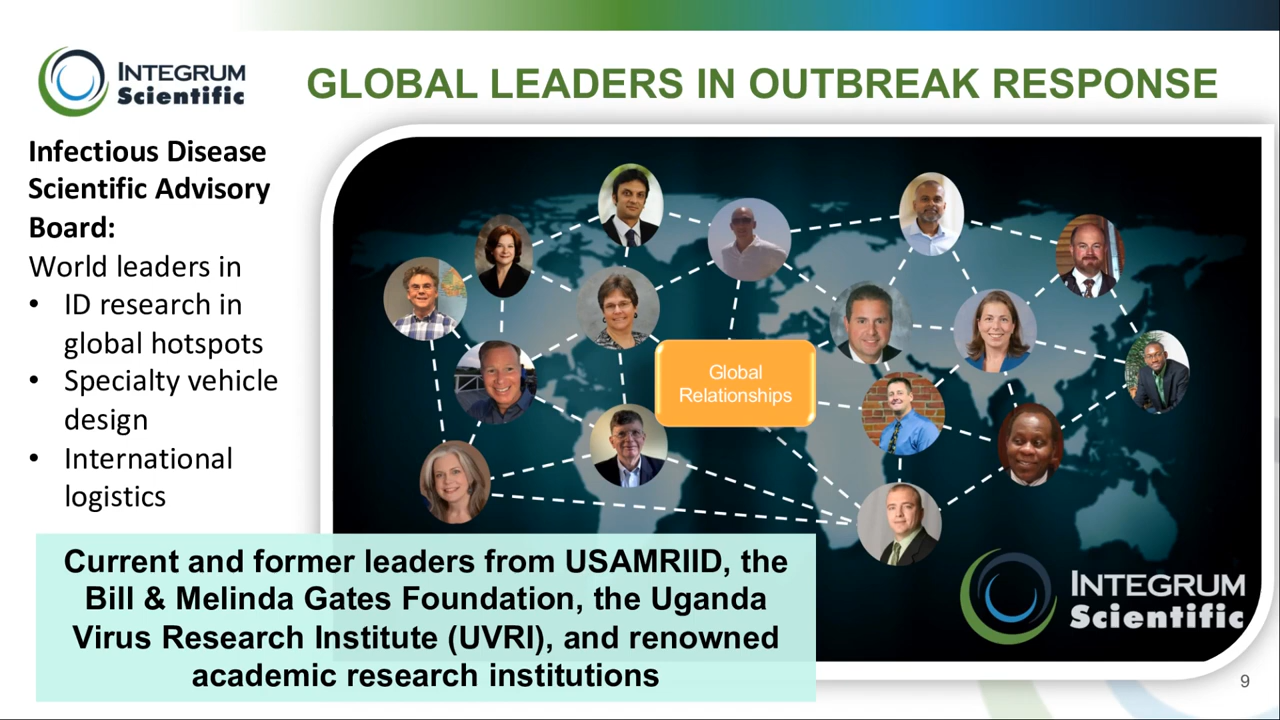 INTEGRUM
Scientific
GLOBAL LEADERS IN OUTBREAK RESPONSE
Infectious Disease
Scientific Advisory
Board:
World leaders in
• ID research in
global hotspots
• Specialty vehicle
design
• International
logistics
Global
Relationships
Current and former leaders from USAMRIID, the
Bill & Melinda Gates Foundation, the Uganda
Virus Research Institute (UVRI), and renowned
academic research institutions
INTEGRUM
Scientific
9